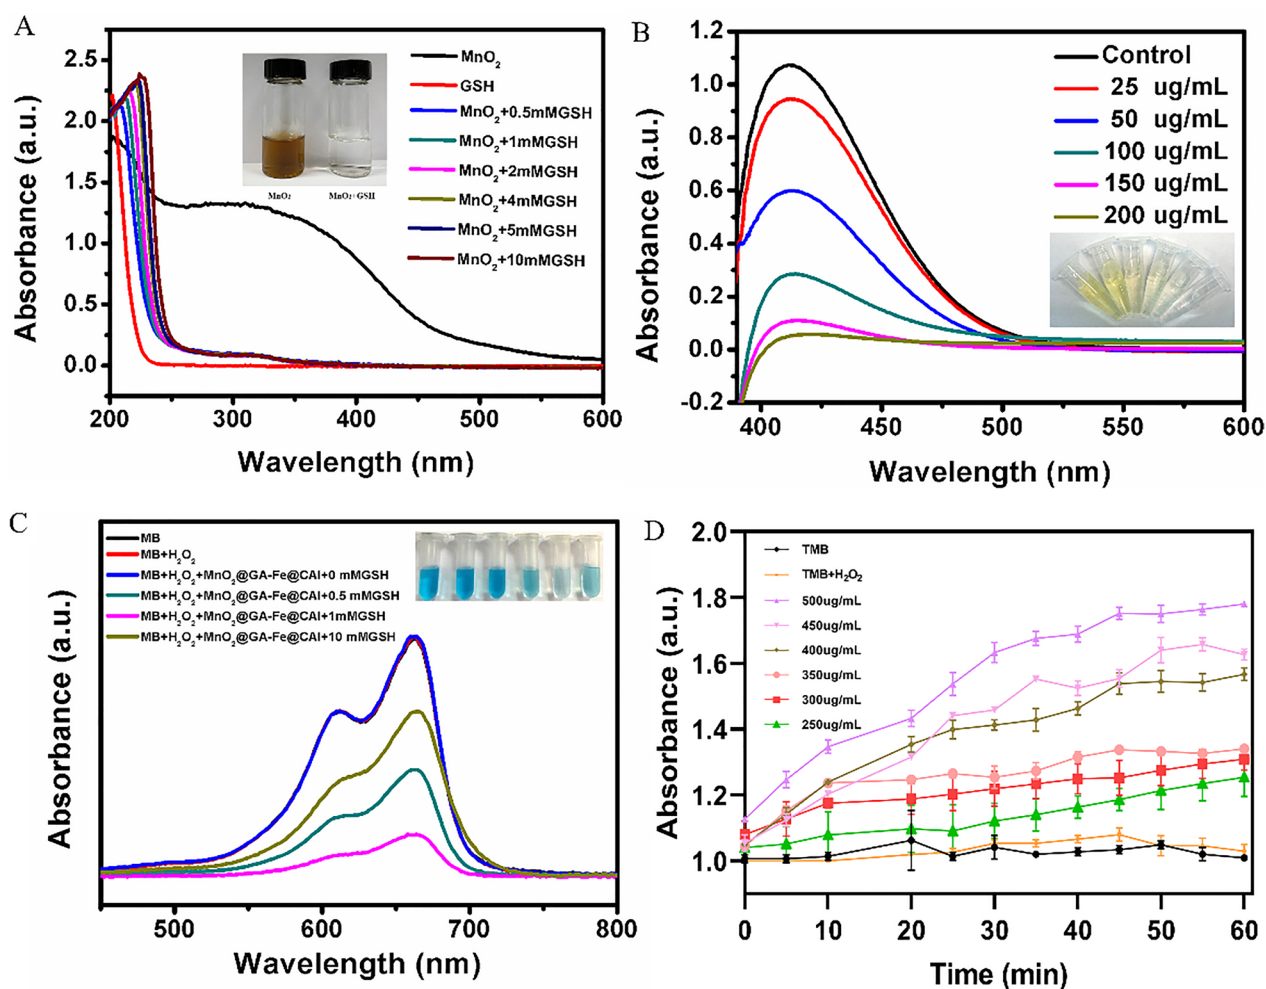 A
2.5
2.0
1.5
1.0
0.5
0.0
200
300
400
500
600
Absorbance (a.u.)
Wavelength (nm)
MnO2
GSH
MnO2+0.5mMGSH
MnO2+1mMGSH
MnO2+2mMGSH
MnO2+4mMGSH
MnO2+5mMGSH
MnO2+10mMGSH
MnO2
MnO2+GSH
B
1.2
1.0
0.8
0.6
0.4
0.2
0.0
-0.2
400
450
500
550
600
Absorbance (a.u.)
Wavelength (nm)
Control
25 ug/mL
50 ug/mL
100 ug/mL
150 ug/mL
200 ug/mL
C
MB
MB+H2O2
MB+H2O2+MnO2@GA-Fe@CAI+0 mMGSH
MB+H2O2+MnO2@GA-Fe@CAI+0.5 mMGSH
MB+H2O2+MnO2@GA-Fe@CAI+1mMGSH
MB+H2O2+MnO2@GA-Fe@CAI+10 mMGSH
500
600
700
800
Absorbance (a.u.)
Wavelength (nm)
D
2.0
1.8
1.6
1.4
1.2
1.0
0
10
20
30
40
50
60
Absorbance (a.u.)
Time (min)
TMB
TMB+H2O2
500ug/mL
450ug/mL
400ug/mL
350ug/mL
300ug/mL
250ug/mL